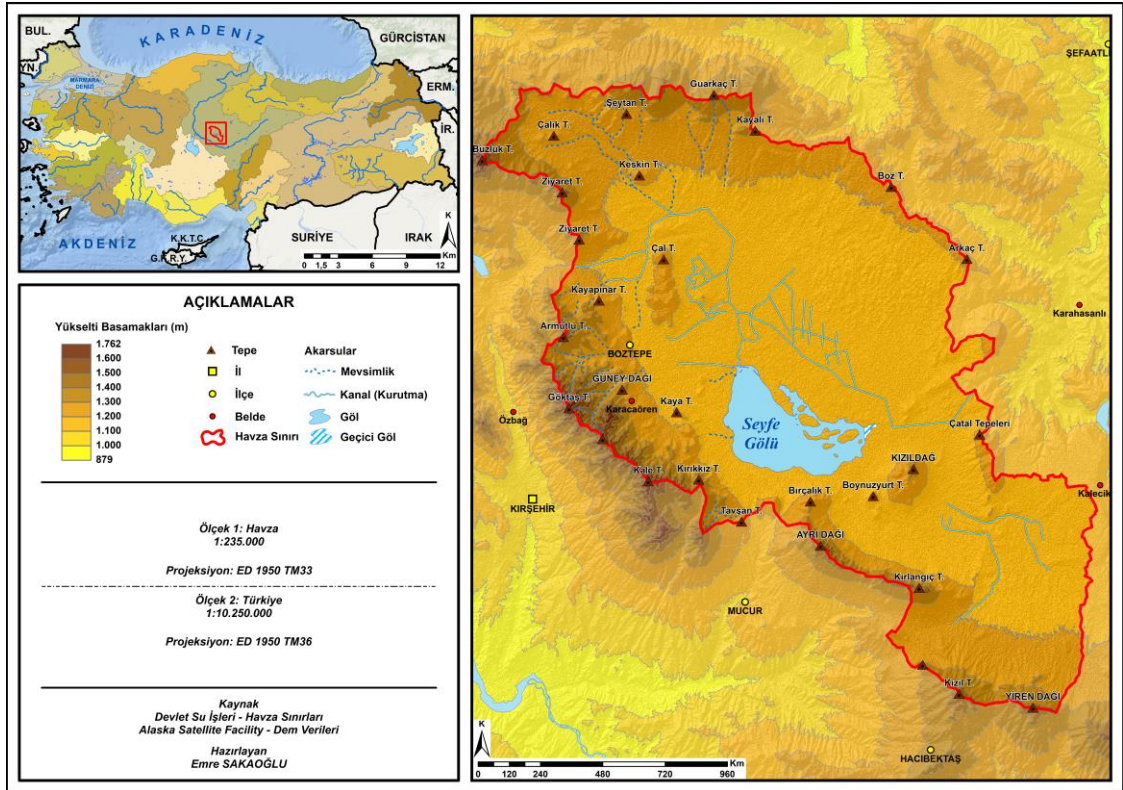 BUL.
KARADENİZ
GÜRCİSTAN
YN.
MARMARA
DENİZ
ERM.
İR.
AKDENİZ
K.K.T.C.
G.K.R.Y.
SURİYE
IRAK
K
Km
0 1,5 3 6 9 12
AÇIKLAMALAR
Yükselti Basamakları (m)
1.762
1.600
1.500
1.400
1.300
1.200
1.100
1.000
879
Tepe
İl
İlçe
Belde
Havza Sınırı
Akarsular
Mevsimlik
Kanal (Kurutma)
Göl
Geçici Göl
Ölçek 1: Havza
1:235.000
Projeksiyon: ED 1950 TM33
Ölçek 2: Türkiye
1:10.250.000
Projeksiyon: ED 1950 TM36
Kaynak
Devlet Su İşleri - Havza Sınırları
Alaska Satellite Facility - Dem Verileri
Hazırlayan
Emre SAKAOĞLU
ŞEFAATLİ
Guarkaç T.
Şeytan T.
Çalık T.
Kayalı T.
Buzluk T.
Keskin T.
Ziyaret T.
Boz T.
Ziyaret T.
Çal T.
Arkaç T.
Kayapınar T.
Karahasanlı
Armutlu T.
BOZTEPE
GÜNEY DAĞI
Göktaş T.
Karacaören
Kaya T.
Özbağ
Seyfe
Gölü
Çatal Tepeleri
KIZILDAĞ
Kale T.
Kırıkkız T.
Kalecik
Bırçalık T.
Boynuzyurt T.
KIRŞEHİR
Tavşan T.
AYRI DAĞI
Kırlangıç T.
MUCUR
Kızıl T.
YİREN DAĞI
HACIBEKTAŞ
K
Km
0 120 240 480 720 960